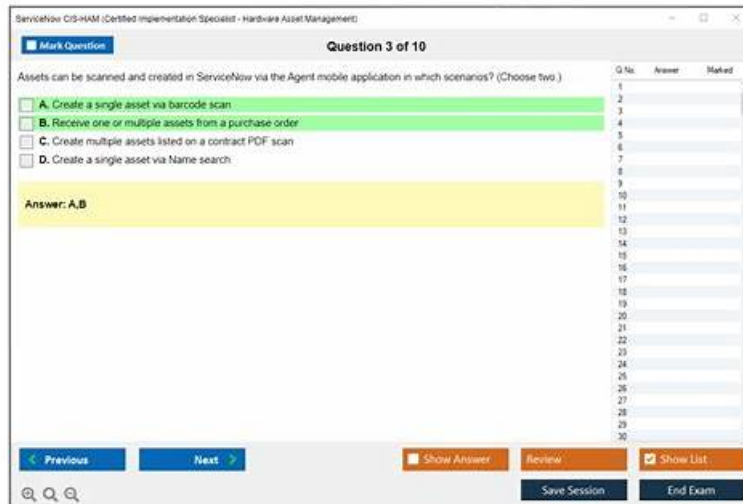 ServiceNow CIS-HAM (Certified Implementation Specialist - Hardware Asset Management)
Mark Question
Question 3 of 10
Assets can be scanned and created in ServiceNow via the Agent mobile application in which scenarios? (Choose two.)
A. Create a single asset via barcode scan
B. Receive one or multiple assets from a purchase order
C. Create multiple assets listed on a contract PDF scan
D. Create a single asset via Name search
Answer: A,B
Q No. Answer Marked
1
2
3
4
5
6
7
8
9
10
11
12
13
14
15
16
17
18
19
20
21
22
23
24
25
26
27
28
29
30
Previous
Next
Show Answer
Review
Show List
Save Session
End Exam